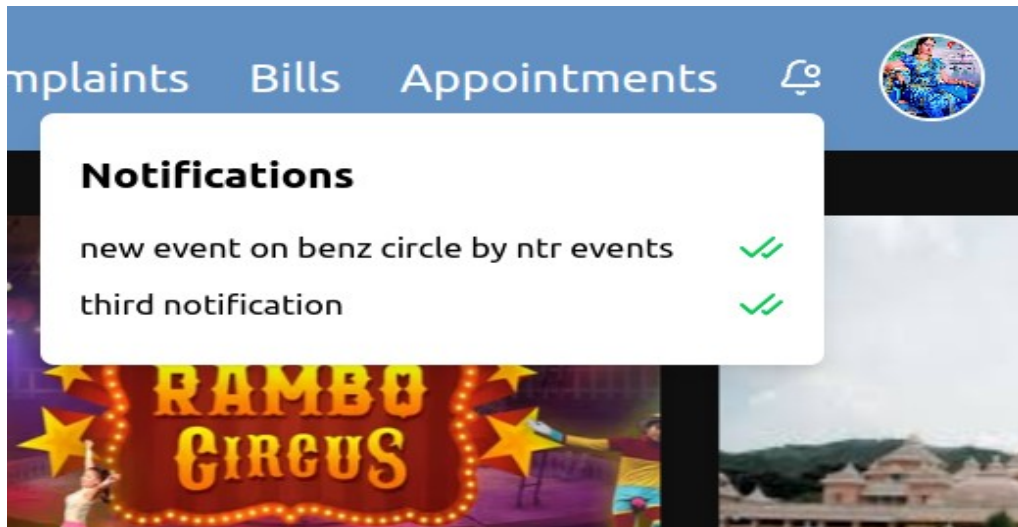 mplaints Bills Appointments
Notifications
new event on benz circle by ntr events
third notification
RAMBO
CIRCUS